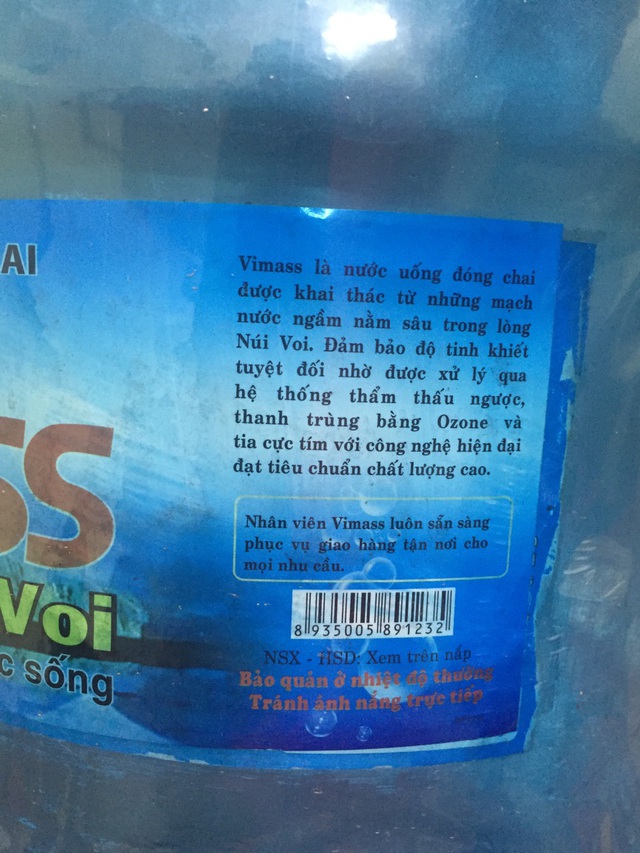 AI
SS
Voi
c sống
Vimass là nước uống đóng chai
được khai thác từ những mạch
nước ngầm nằm sâu trong lòng
Núi Voi. Đảm bảo độ tinh khiết
tuyệt đối nhờ được xử lý qua
hệ thống thẩm thấu ngược,
thanh trùng bằng Ozone và
tia cực tím với công nghệ hiện đại
đạt tiêu chuẩn chất lượng cao.
Nhân viên Vimass luôn sẵn sàng
phục vụ giao hàng tận nơi cho
mọi nhu cầu.
8 935005 891232
NSX - HSD: Xem trên nắp
Bảo quản ở nhiệt độ thường
Tránh ánh nắng trực tiếp